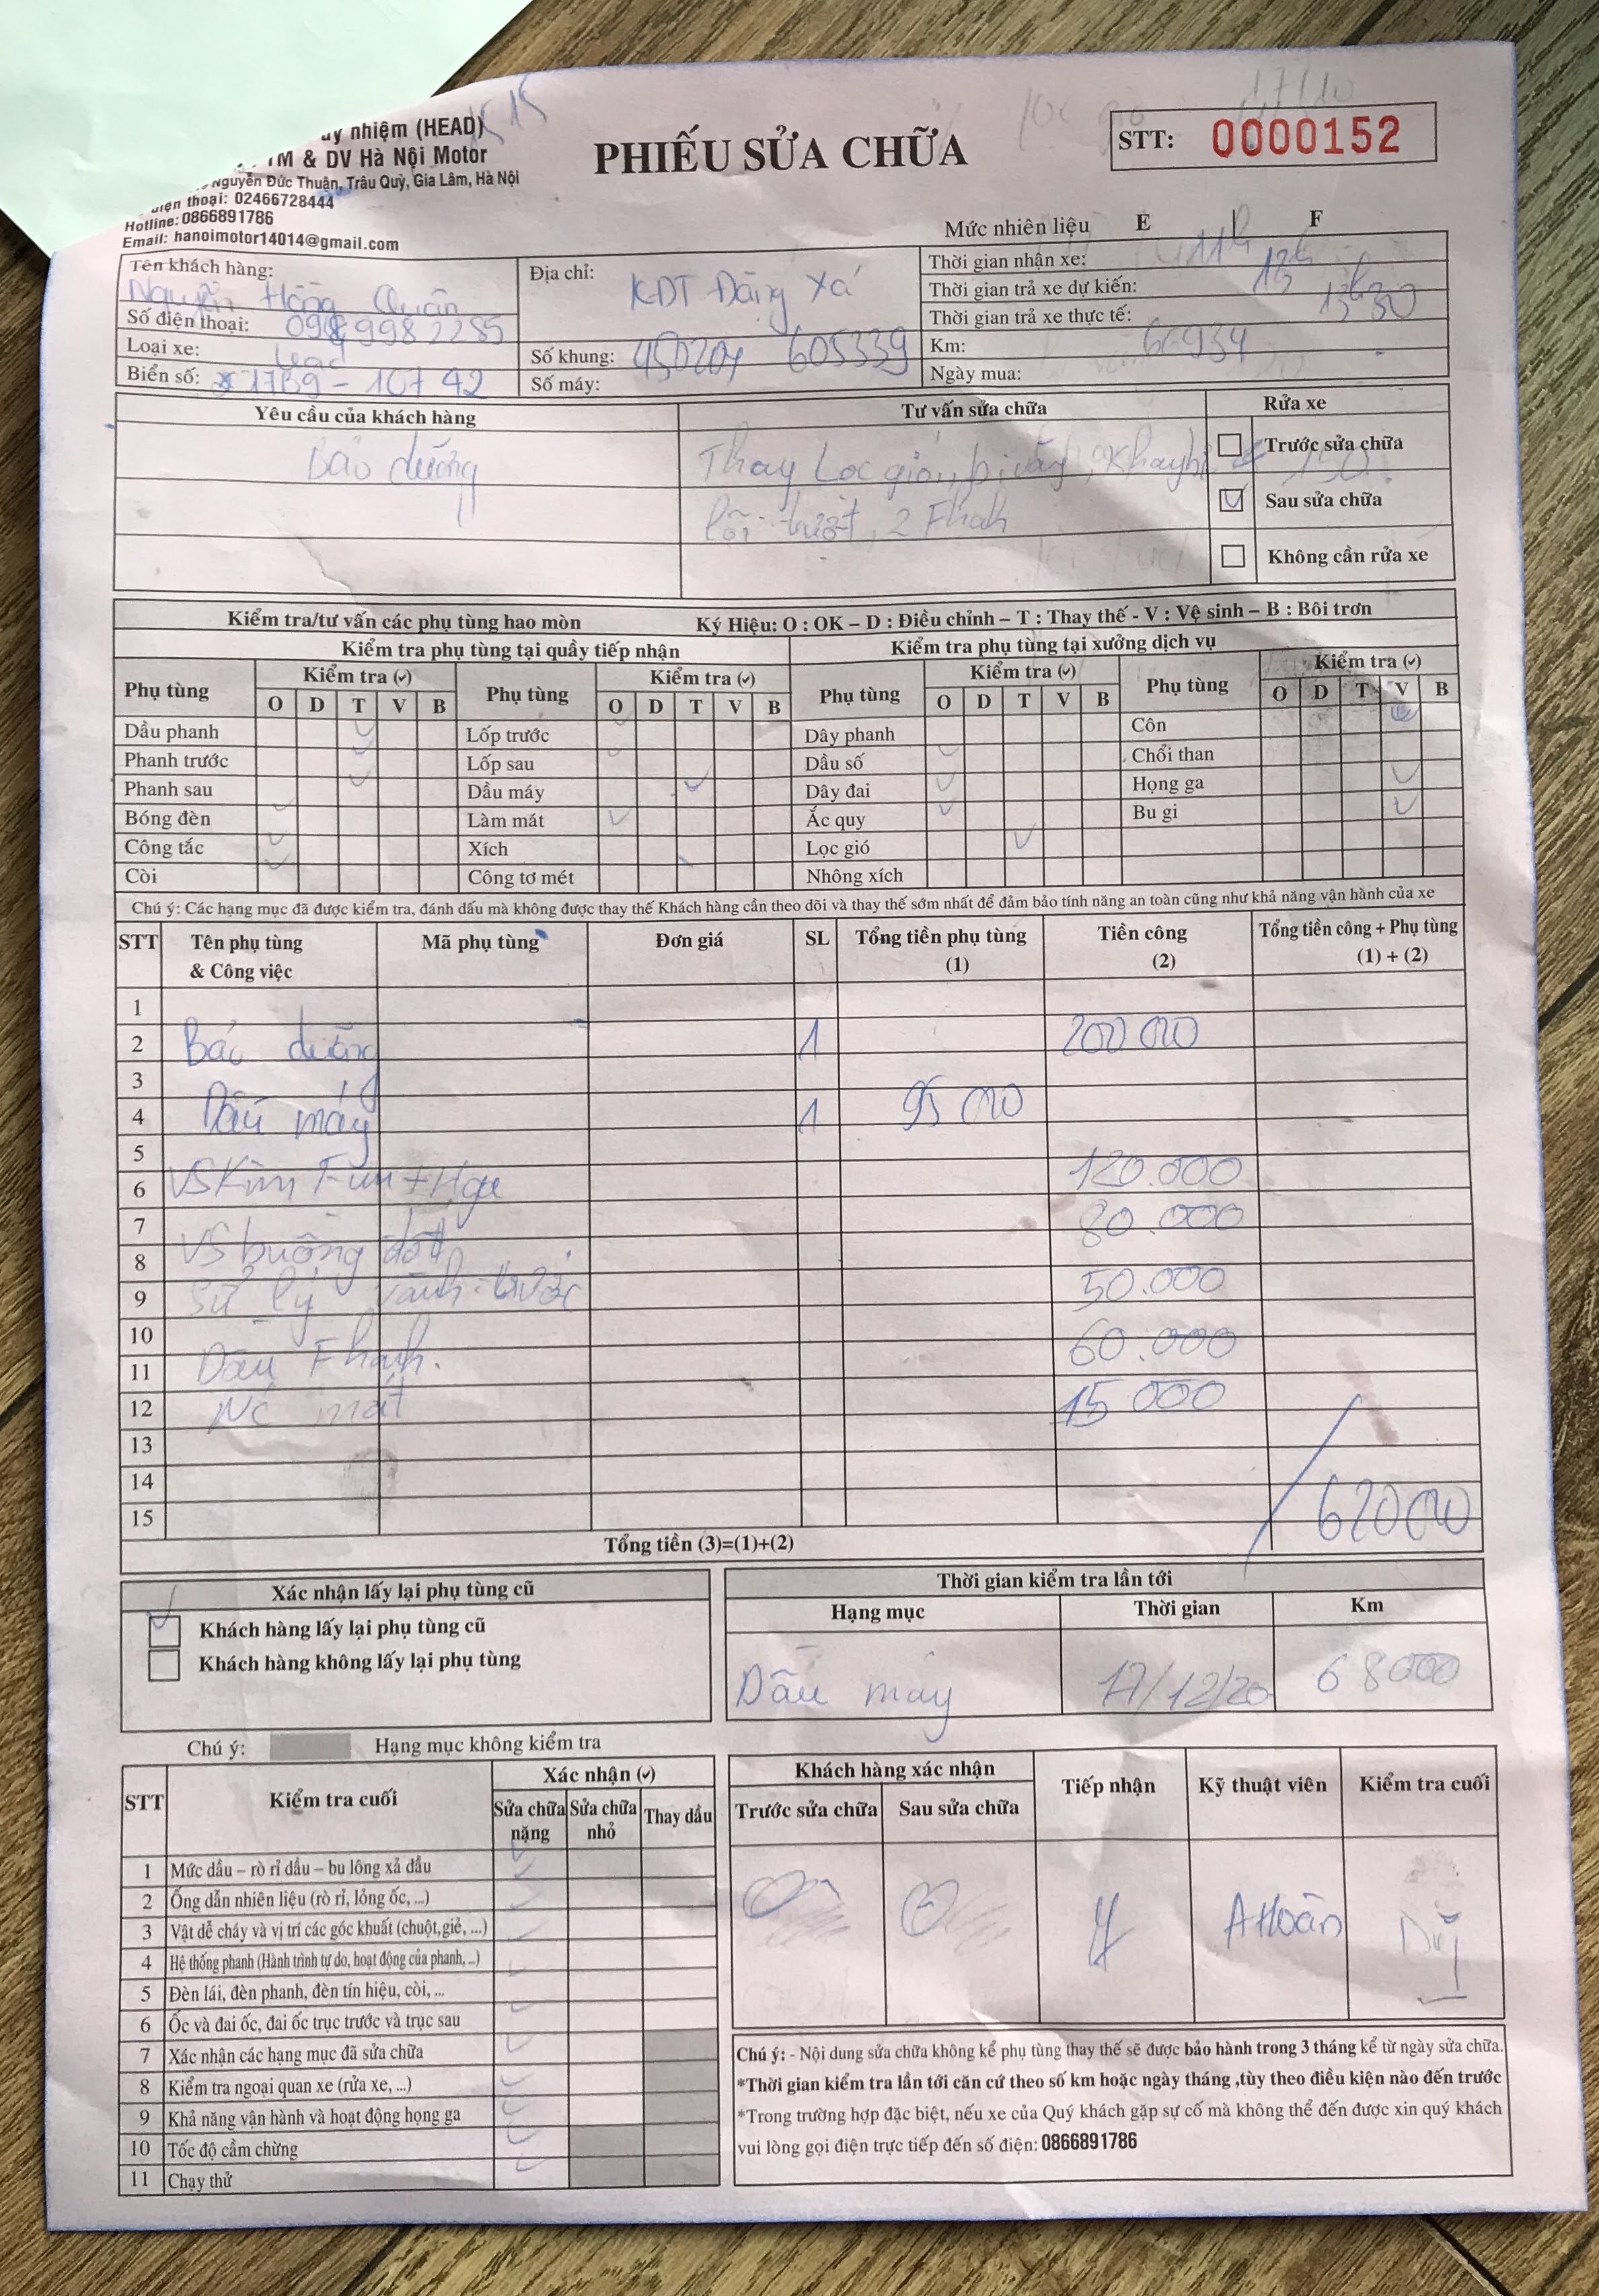 ủy nhiệm (HEAD)
TM & DV Hà Nội Motor
Nguyễn Đức Thuận, Trâu Quỳ, Gia Lâm, Hà Nội
điện thoại: 02466728444
Hotline: 0866891786
Email: hanoimotor14014@gmail.com
PHIẾU SỬA CHỮA
17/10
STT: 0000152
Mức nhiên liệu E F
Tên khách hàng: Nguyễn Hồng Quân
Số điện thoại:
Loại xe: Lead
Biển số: 17B9 - 107 42
Địa chỉ: KDT Đặng Xá
Số khung: 450204 605339
Số máy:
Thời gian nhận xe: 11h
Thời gian trả xe dự kiến: 13h
Thời gian trả xe thực tế: 13h30
Km: 66934
Ngày mua:
Yêu cầu của khách hàng Tư vấn sửa chữa Rửa xe
Bảo dưỡng
Thay Lọc gió, bi văng, Khay bi 150
lõi trượt, 2 Fhah
Trước sửa chữa
Sau sửa chữa
Không cần rửa xe
Kiểm tra/tư vấn các phụ tùng hao mòn Ký Hiệu: O : OK – D : Điều chỉnh – T : Thay thế - V : Vệ sinh – B : Bôi trơn
Kiểm tra phụ tùng tại quầy tiếp nhận Kiểm tra phụ tùng tại xưởng dịch vụ
Phụ tùng Kiểm tra (✓) Phụ tùng Kiểm tra (✓) Phụ tùng Kiểm tra (✓) Phụ tùng Kiểm tra (✓)
O D T V B O D T V B O D T V B O D T V B
Dầu phanh Lốp trước Dây phanh Côn
Phanh trước Lốp sau Dầu số Chổi than
Phanh sau Dầu máy Dây đai Họng ga
Bóng đèn Làm mát Ắc quy Bu gi
Công tắc Xích Lọc gió
Còi Công tơ mét Nhông xích
Chú ý: Các hạng mục đã được kiểm tra, đánh dấu mà không được thay thế Khách hàng cần theo dõi và thay thế sớm nhất để đảm bảo tính năng an toàn cũng như khả năng vận hành của xe
STT Tên phụ tùng & Công việc Mã phụ tùng Đơn giá SL Tổng tiền phụ tùng (1) Tiền công (2) Tổng tiền công + Phụ tùng (1) + (2)
1
2 Bảo dưỡng 1 200 000
3
4 Dầu máy 1 95 000
5
6 VS Kim Fun + Hga 120.000
7 80.000
8 VS buồng đốt
9 Sử lý vành trước 50.000
10 60.000
11 Dầu Fhanh.
12 Nc mát 15 000
13
14
15
620 000
Tổng tiền (3)=(1)+(2)
Xác nhận lấy lại phụ tùng cũ
Khách hàng lấy lại phụ tùng cũ
Khách hàng không lấy lại phụ tùng
Thời gian kiểm tra lần tới
Hạng mục Thời gian Km
Dầu máy 17/12/20 68000
Chú ý: Hạng mục không kiểm tra
STT Kiểm tra cuối Xác nhận (✓)
Sửa chữa nặng Sửa chữa nhỏ Thay dầu
1 Mức dầu – rò rỉ dầu – bu lông xả dầu
2 Ống dẫn nhiên liệu (rò rỉ, lỏng ốc, ...)
3 Vật dễ cháy và vị trí các góc khuất (chuột, giẻ, ...)
4 Hệ thống phanh (Hành trình tự do, hoạt động của phanh, ..)
5 Đèn lái, đèn phanh, đèn tín hiệu, còi, ...
6 Ốc và đai ốc, đai ốc trục trước và trục sau
7 Xác nhận các hạng mục đã sửa chữa
8 Kiểm tra ngoại quan xe (rửa xe, ...)
9 Khả năng vận hành và hoạt động họng ga
10 Tốc độ cầm chừng
11 Chạy thử
Khách hàng xác nhận Tiếp nhận Kỹ thuật viên Kiểm tra cuối
Trước sửa chữa Sau sửa chữa
A Hoàn
Chú ý: - Nội dung sửa chữa không kể phụ tùng thay thế sẽ được bảo hành trong 3 tháng kể từ ngày sửa chữa.
*Thời gian kiểm tra lần tới căn cứ theo số km hoặc ngày tháng ,tùy theo điều kiện nào đến trước
*Trong trường hợp đặc biệt, nếu xe của Quý khách gặp sự cố mà không thể đến được xin quý khách
vui lòng gọi điện trực tiếp đến số điện: 0866891786